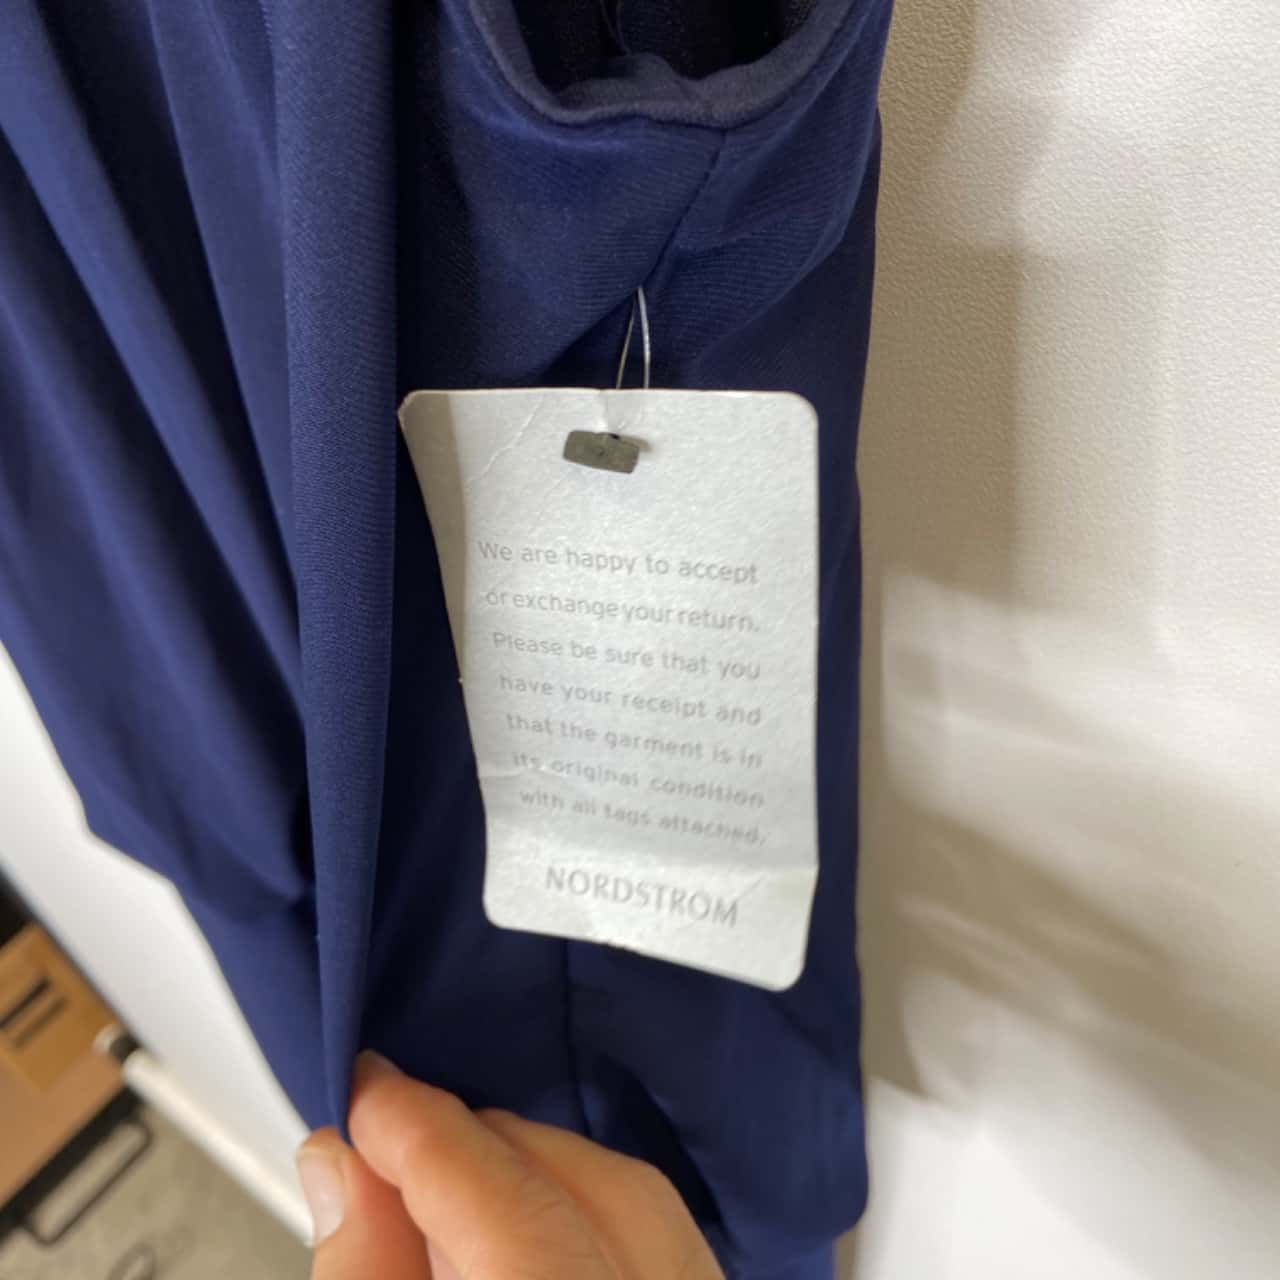 We are happy to accept
or exchange your return.
Please be sure that you
have your receipt and
that the garment is in
its original condition
with all tags attached.
NORDSTROM